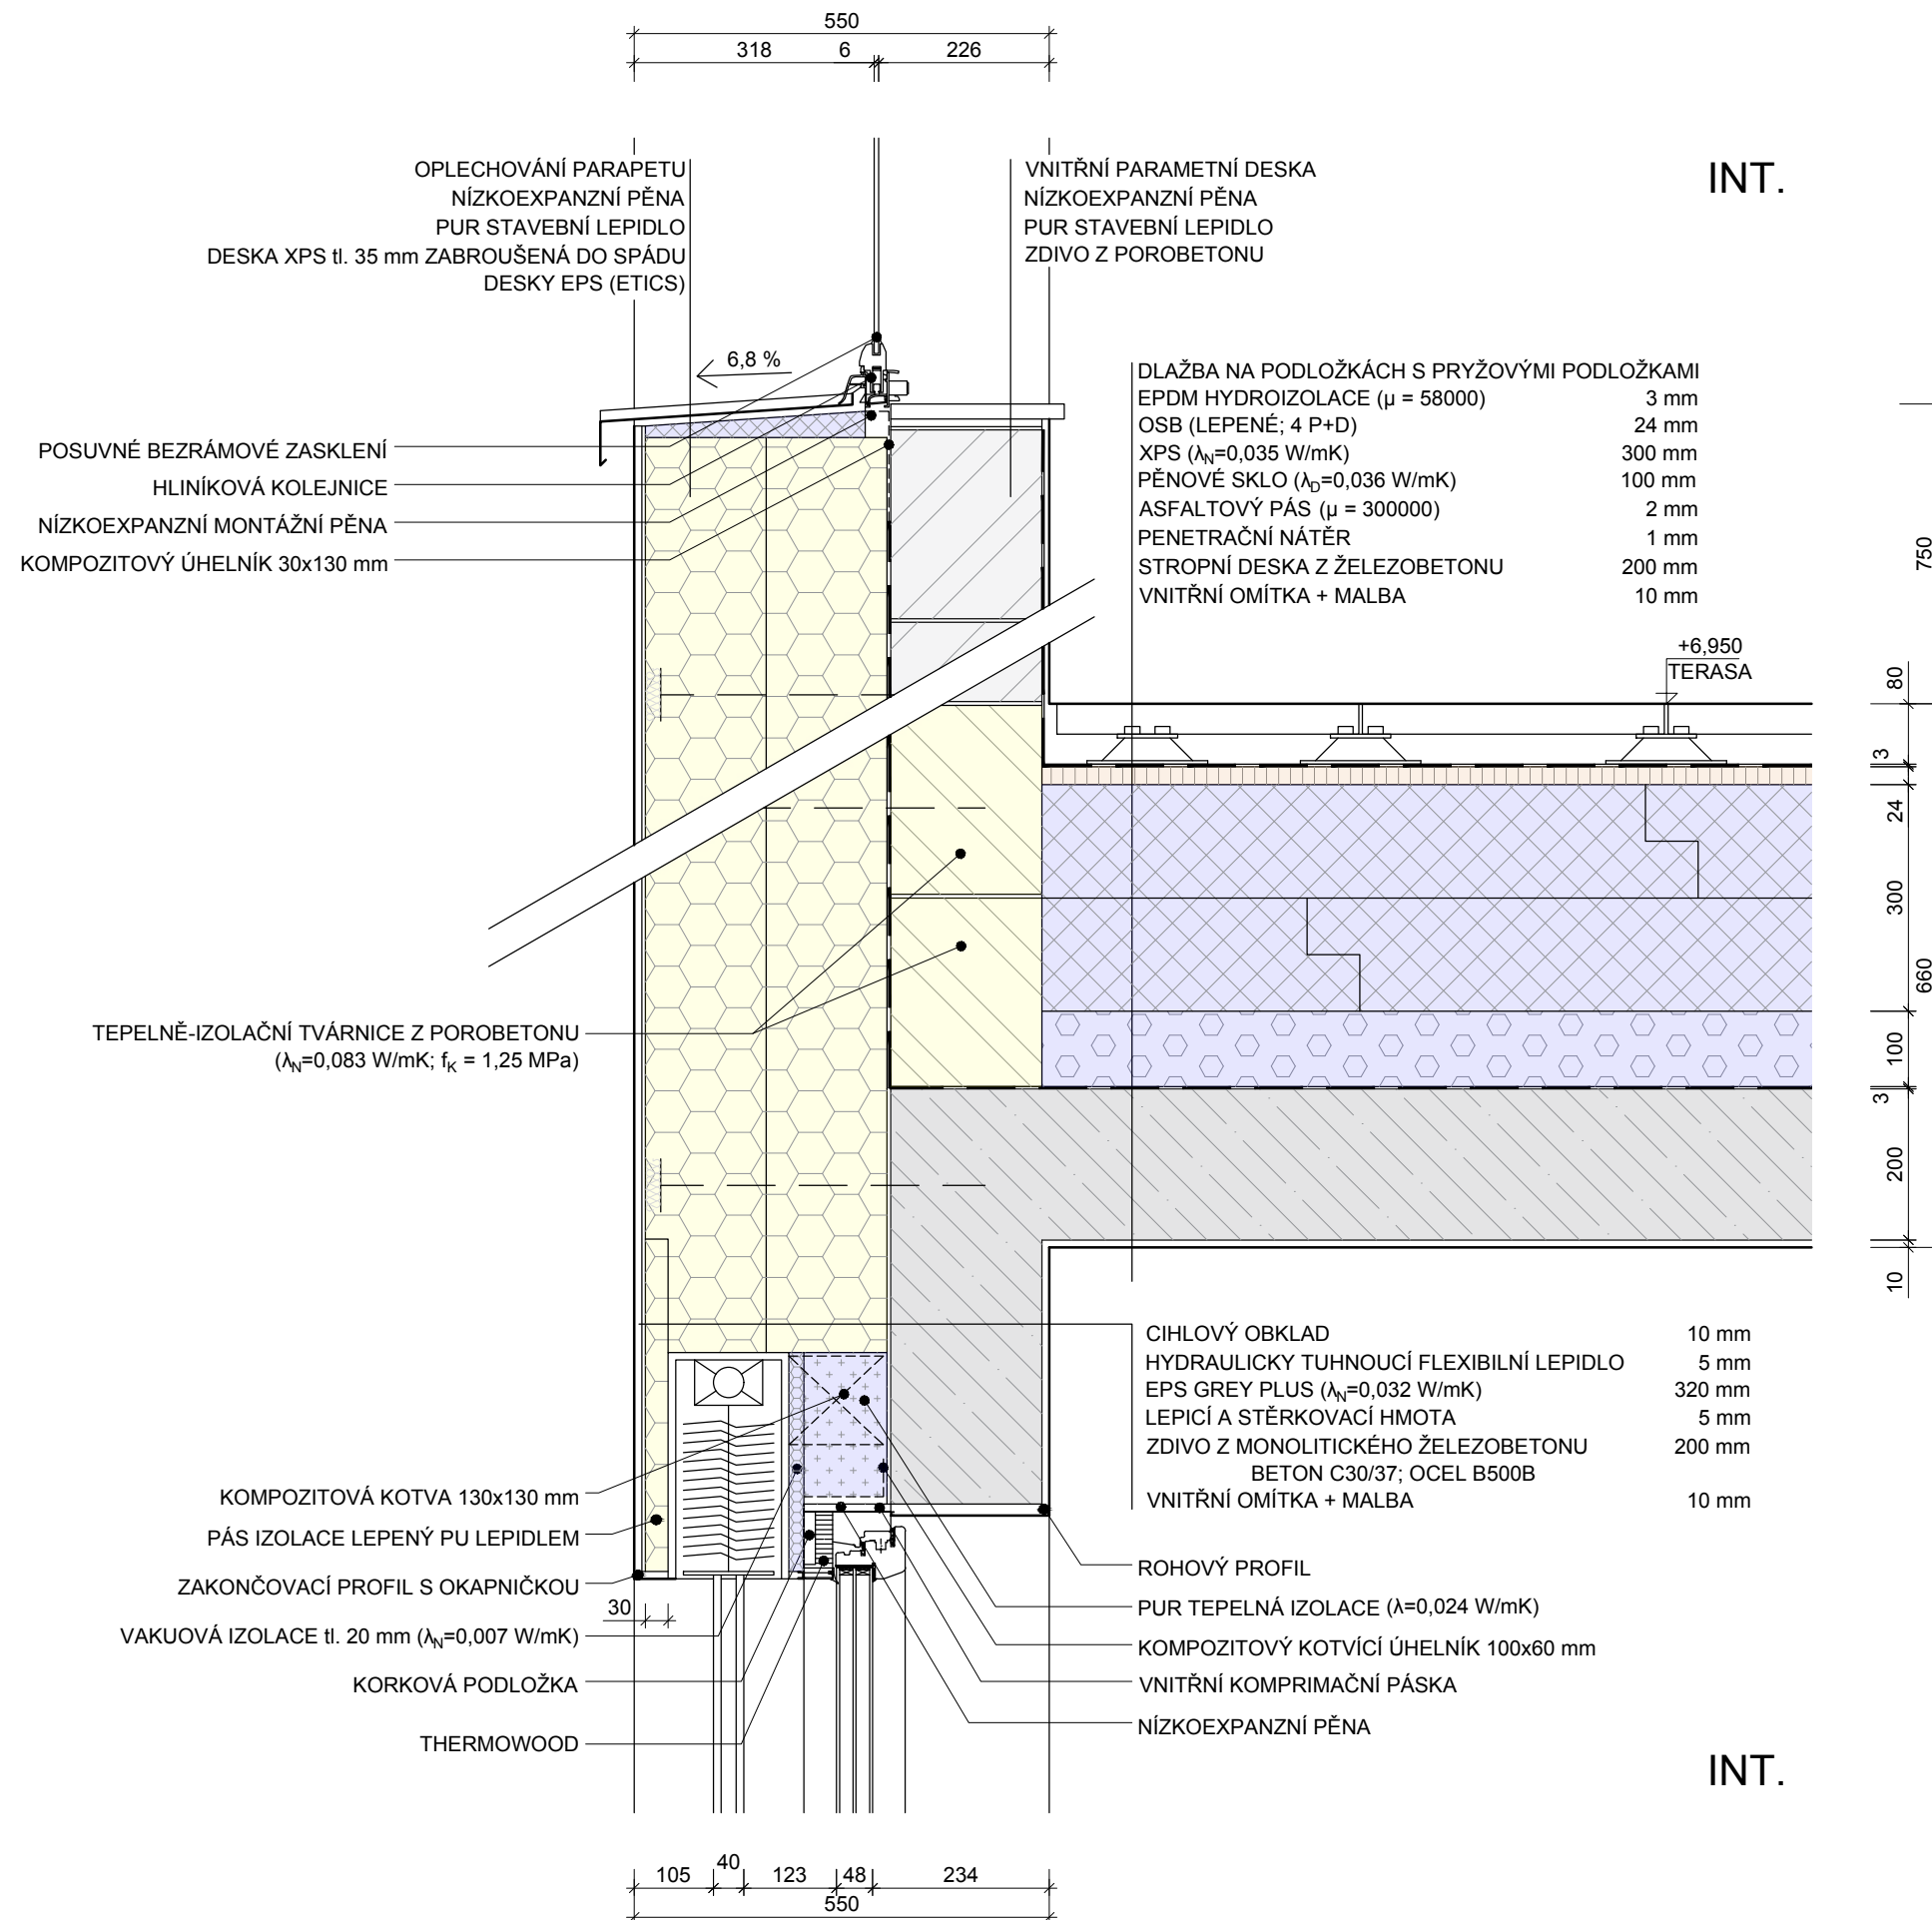 550
318 6 226
OPLECHOVÁNÍ PARAPETU
NÍZKOEXPANZNÍ PĚNA
PUR STAVEBNÍ LEPIDLO
DESKA XPS tl. 35 mm ZABROUŠENÁ DO SPÁDU
DESKY EPS (ETICS)
VNITŘNÍ PARAMETNÍ DESKA
NÍZKOEXPANZNÍ PĚNA
PUR STAVEBNÍ LEPIDLO
ZDIVO Z POROBETONU
INT.
6,8 %
DLAŽBA NA PODLOŽKÁCH S PRYŽOVÝMI PODLOŽKAMI
EPDM HYDROIZOLACE (μ = 58000) 3 mm
OSB (LEPENÉ; 4 P+D) 24 mm
XPS (λN=0,035 W/mK) 300 mm
PĚNOVÉ SKLO (λD=0,036 W/mK) 100 mm
ASFALTOVÝ PÁS (μ = 300000) 2 mm
PENETRAČNÍ NÁTĚR 1 mm
STROPNÍ DESKA Z ŽELEZOBETONU 200 mm
VNITŘNÍ OMÍTKA + MALBA 10 mm
POSUVNÉ BEZRÁMOVÉ ZASKLENÍ
HLINÍKOVÁ KOLEJNICE
NÍZKOEXPANZNÍ MONTÁŽNÍ PĚNA
KOMPOZITOVÝ ÚHELNÍK 30x130 mm
+6,950
TERASA
750
80
3
24
300
660
100
3
200
10
TEPELNĚ-IZOLAČNÍ TVÁRNICE Z POROBETONU
(λN=0,083 W/mK; fK = 1,25 MPa)
CIHLOVÝ OBKLAD 10 mm
HYDRAULICKY TUHNOUCÍ FLEXIBILNÍ LEPIDLO 5 mm
EPS GREY PLUS (λN=0,032 W/mK) 320 mm
LEPICÍ A STĚRKOVACÍ HMOTA 5 mm
ZDIVO Z MONOLITICKÉHO ŽELEZOBETONU 200 mm
BETON C30/37; OCEL B500B
VNITŘNÍ OMÍTKA + MALBA 10 mm
KOMPOZITOVÁ KOTVA 130x130 mm
PÁS IZOLACE LEPENÝ PU LEPIDLEM
ZAKONČOVACÍ PROFIL S OKAPNIČKOU
30
VAKUOVÁ IZOLACE tl. 20 mm (λN=0,007 W/mK)
KORKOVÁ PODLOŽKA
THERMOWOOD
ROHOVÝ PROFIL
PUR TEPELNÁ IZOLACE (λ=0,024 W/mK)
KOMPOZITOVÝ KOTVÍCÍ ÚHELNÍK 100x60 mm
VNITŘNÍ KOMPRIMAČNÍ PÁSKA
NÍZKOEXPANZNÍ PĚNA
INT.
105 40 123 48 234
550